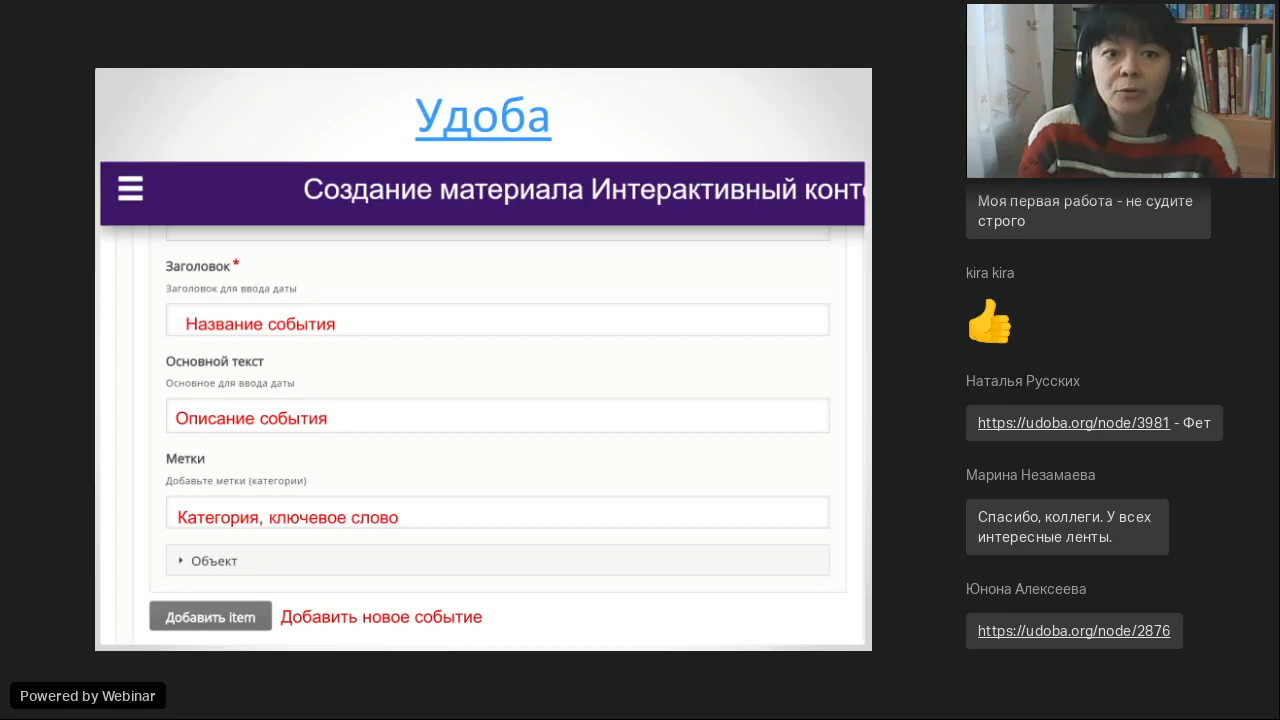 Удоба
Создание материала Интерактивный конт
Заголовок *
Заголовок для ввода даты
Название события
Основной текст
Основное для ввода даты
Описание события
Метки
Добавьте метки (категории)
Категория, ключевое слово
Объект
Добавить item
Добавить новое событие
Моя первая работа - не судите
строго
kira kira
Наталья Русских
https://udoba.org/node/3981 - Фет
Марина Незамаева
Спасибо, коллеги. У всех
интересные ленты.
Юнона Алексеева
https://udoba.org/node/2876
Powered by Webinar